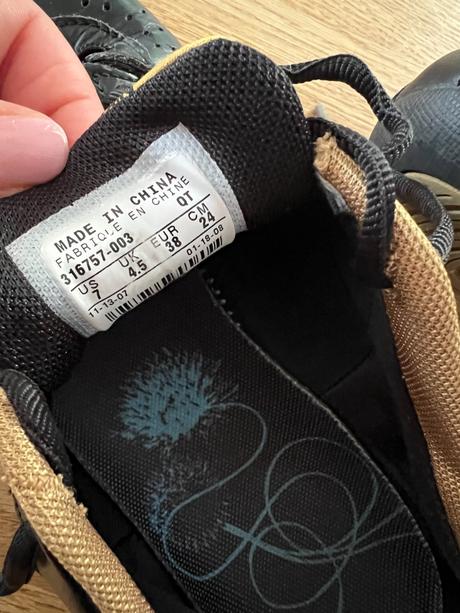 MADE IN CHINA
FABRIQUE EN CHINE
316757-003 QT
US UK EUR CM
7 4.5 38 24
11-13-07 01-18-08